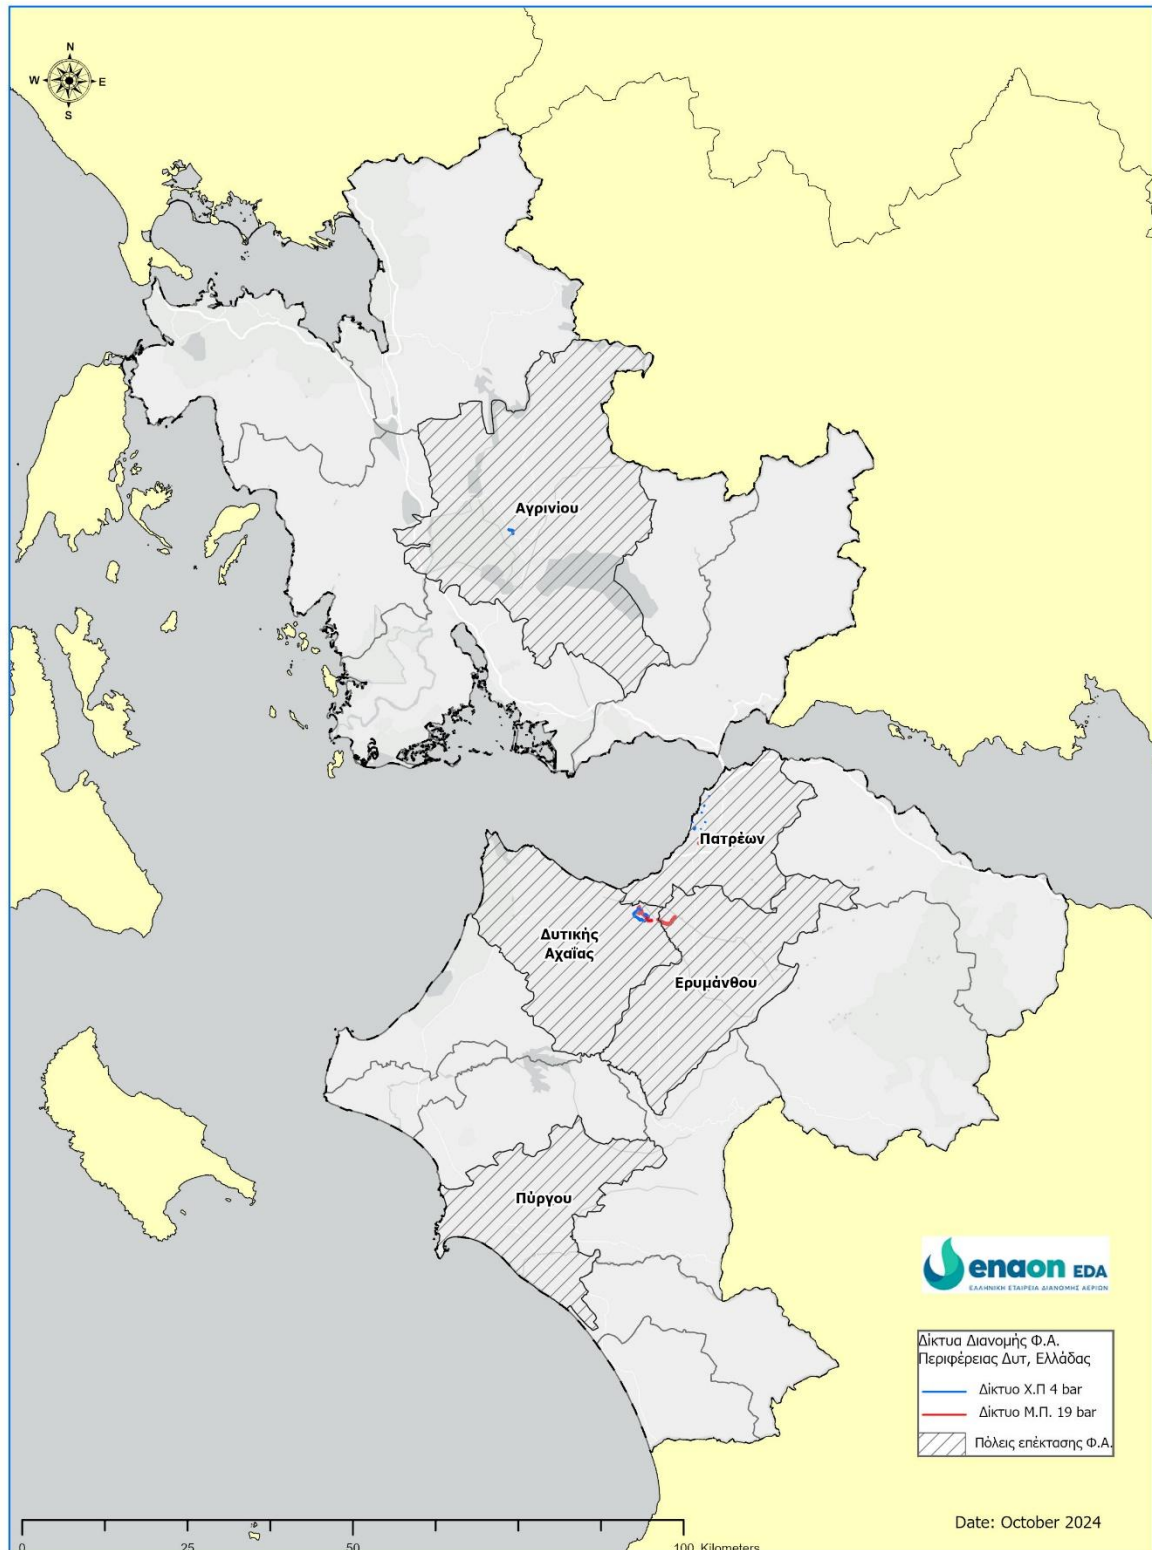 N
W E
S
Αγρινίου
Πατρέων
Δυτικής
Αχαΐας
Ερυμάνθου
Πύργου
enaon EDA
ΕΛΛΗΝΙΚΗ ΕΤΑΙΡΕΙΑ ΔΙΑΝΟΜΗΣ ΑΕΡΙΩΝ
Δίκτυα Διανομής Φ.Α.
Περιφέρειας Δυτ, Ελλάδας
Δίκτυο Χ.Π 4 bar
Δίκτυο Μ.Π. 19 bar
Πόλεις επέκτασης Φ.Α.
Date: October 2024
0 25 50 100 Kilometers